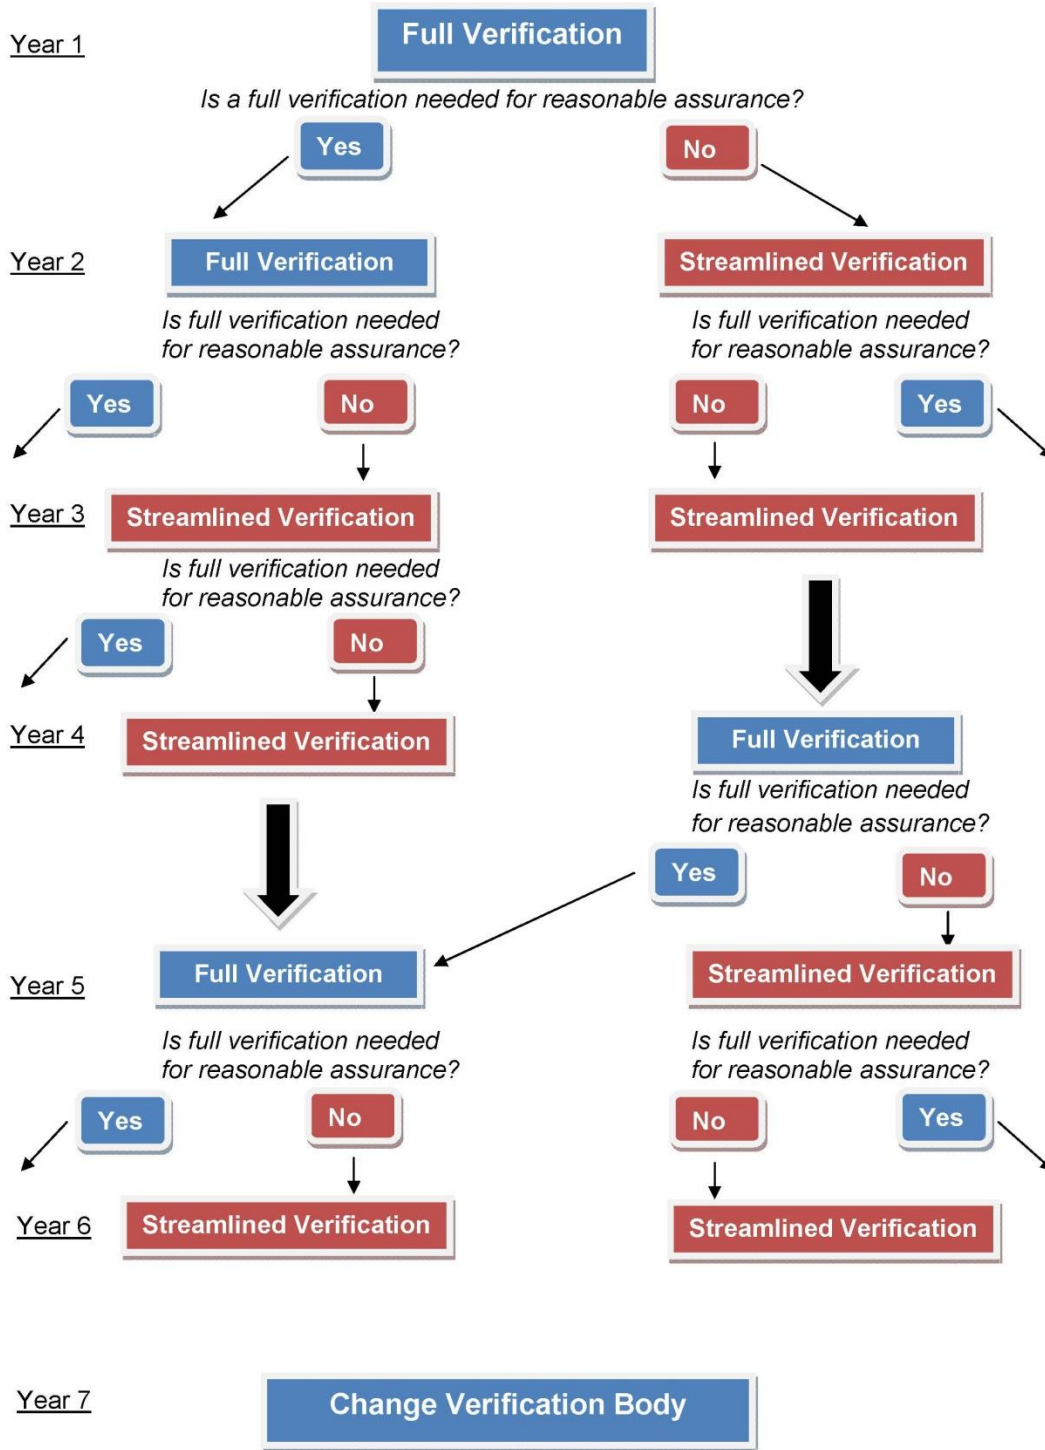 Year 1
Full Verification
Is a full verification needed for reasonable assurance?
Yes
No
Year 2
Full Verification
Streamlined Verification
Is full verification needed
for reasonable assurance?
Is full verification needed
for reasonable assurance?
Yes
No
No
Yes
Year 3
Streamlined Verification
Streamlined Verification
Is full verification needed
for reasonable assurance?
Yes
No
Year 4
Streamlined Verification
Full Verification
Is full verification needed
for reasonable assurance?
Yes
No
Year 5
Full Verification
Streamlined Verification
Is full verification needed
for reasonable assurance?
Is full verification needed
for reasonable assurance?
Yes
No
No
Yes
Year 6
Streamlined Verification
Streamlined Verification
Year 7
Change Verification Body